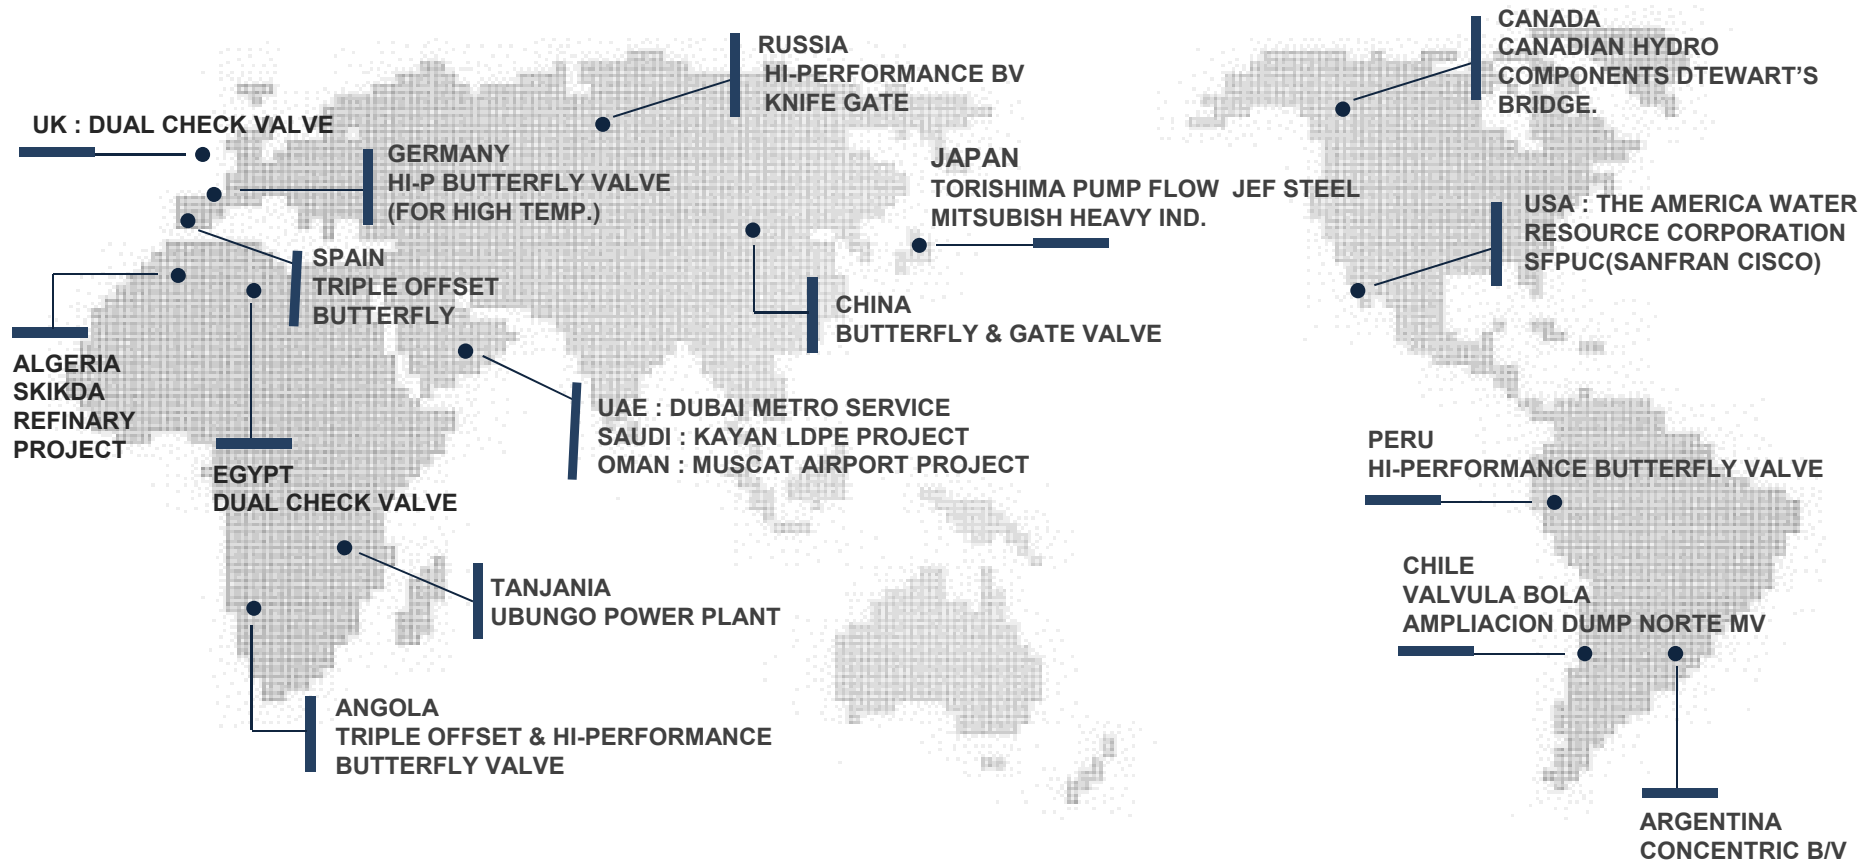 RUSSIA
HI-PERFORMANCE BV
KNIFE GATE
CANADA
CANADIAN HYDRO
COMPONENTS DTEWART'S
BRIDGE.
UK : DUAL CHECK VALVE
GERMANY
HI-P BUTTERFLY VALVE
(FOR HIGH TEMP.)
JAPAN
TORISHIMA PUMP FLOW JEF STEEL
MITSUBISH HEAVY IND.
USA : THE AMERICA WATER
RESOURCE CORPORATION
SFPUC(SANFRAN CISCO)
SPAIN
TRIPLE OFFSET
BUTTERFLY
CHINA
BUTTERFLY & GATE VALVE
ALGERIA
SKIKDA
REFINARY
PROJECT
UAE : DUBAI METRO SERVICE
SAUDI : KAYAN LDPE PROJECT
OMAN : MUSCAT AIRPORT PROJECT
EGYPT
DUAL CHECK VALVE
PERU
HI-PERFORMANCE BUTTERFLY VALVE
TANJANIA
UBUNGO POWER PLANT
CHILE
VALVULA BOLA
AMPLIACION DUMP NORTE MV
ANGOLA
TRIPLE OFFSET & HI-PERFORMANCE
BUTTERFLY VALVE
ARGENTINA
CONCENTRIC B/V